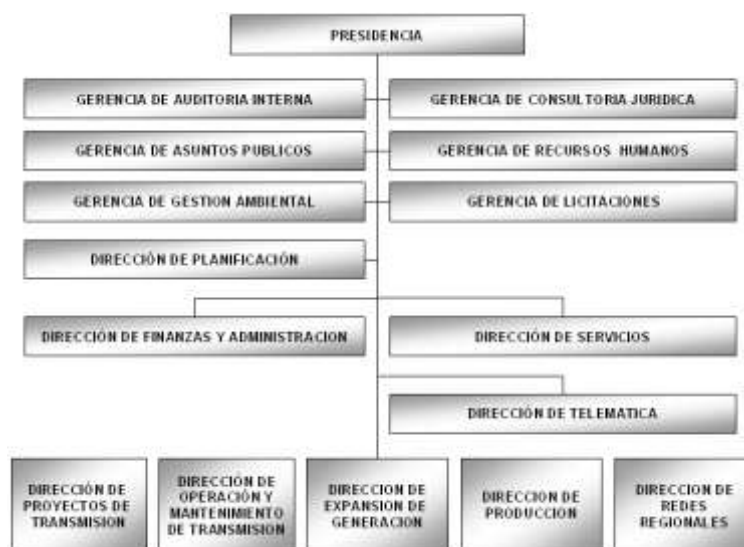 PRESIDENCIA
GERENCIA DE AUDITORIA INTERNA
GERENCIA DE CONSULTORIA JURIDICA
GERENCIA DE ASUNTOS PUBLICOS
GERENCIA DE RECURSOS HUMANOS
GERENCIA DE GESTION AMBIENTAL
GERENCIA DE LICITACIONES
DIRECCIÓN DE PLANIFICACIÓN
DIRECCIÓN DE FINANZAS Y ADMINISTRACION
DIRECCIÓN DE SERVICIOS
DIRECCIÓN DE TELEMATICA
DIRECCIÓN DE
PROYECTOS DE
TRANSMISION
DIRECCIÓN DE
OPERACIÓN Y
MANTENIMIENTO
DE TRANSMISION
DIRECCION DE
EXPANSION DE
GENERACION
DIRECCION DE
PRODUCCION
DIRECCION DE
REDES
REGIONALES